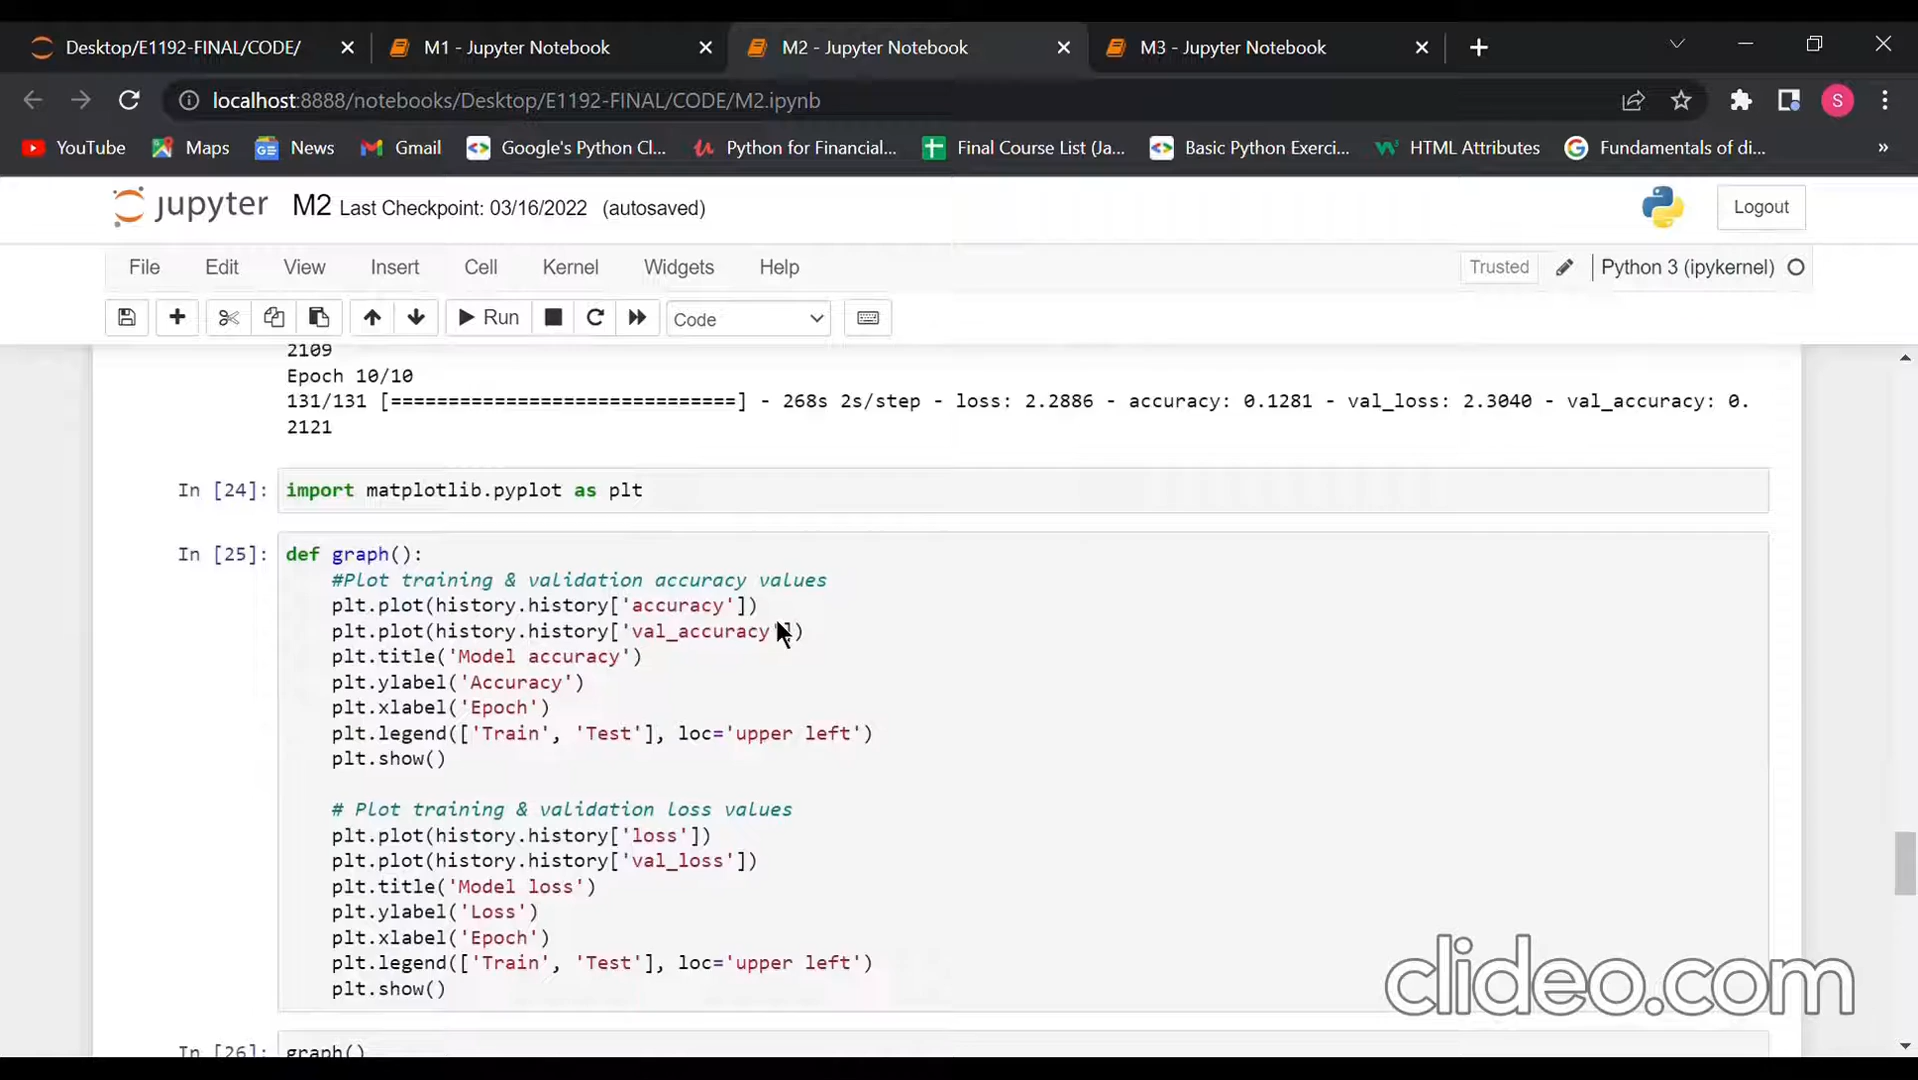 Desktop/E1192-FINAL/CODE/
M1 - Jupyter Notebook
M2 - Jupyter Notebook
M3 - Jupyter Notebook
localhost:8888/notebooks/Desktop/E1192-FINAL/CODE/M2.ipynb
S
YouTube
Maps
News
Gmail
Google's Python Cl...
Python for Financial...
Final Course List (Ja...
Basic Python Exerci...
HTML Attributes
Fundamentals of di...
»
jupyter M2 Last Checkpoint: 03/16/2022 (autosaved)
Logout
File Edit View Insert Cell Kernel Widgets Help
Trusted
Python 3 (ipykernel)
Run
Code
2109
Epoch 10/10
131/131 [==============================] - 268s 2s/step - loss: 2.2886 - accuracy: 0.1281 - val_loss: 2.3040 - val_accuracy: 0.
2121
In [24]: import matplotlib.pyplot as plt
In [25]: def graph():
#Plot training & validation accuracy values
plt.plot(history.history['accuracy'])
plt.plot(history.history['val_accuracy'])
plt.title('Model accuracy')
plt.ylabel('Accuracy')
plt.xlabel('Epoch')
plt.legend(['Train', 'Test'], loc='upper left')
plt.show()
# Plot training & validation loss values
plt.plot(history.history['loss'])
plt.plot(history.history['val_loss'])
plt.title('Model loss')
plt.ylabel('Loss')
plt.xlabel('Epoch')
plt.legend(['Train', 'Test'], loc='upper left')
plt.show()
In [26]: graph()
clideo.com